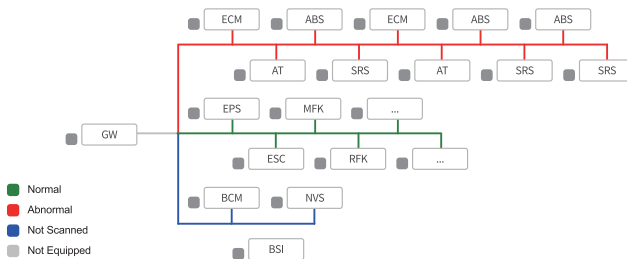 ECM ABS ECM ABS ABS
AT SRS AT SRS SRS
EPS MFK ...
GW
ESC RFK ...
Normal
BCM NVS
Abnormal
Not Scanned
Not Equipped
BSI